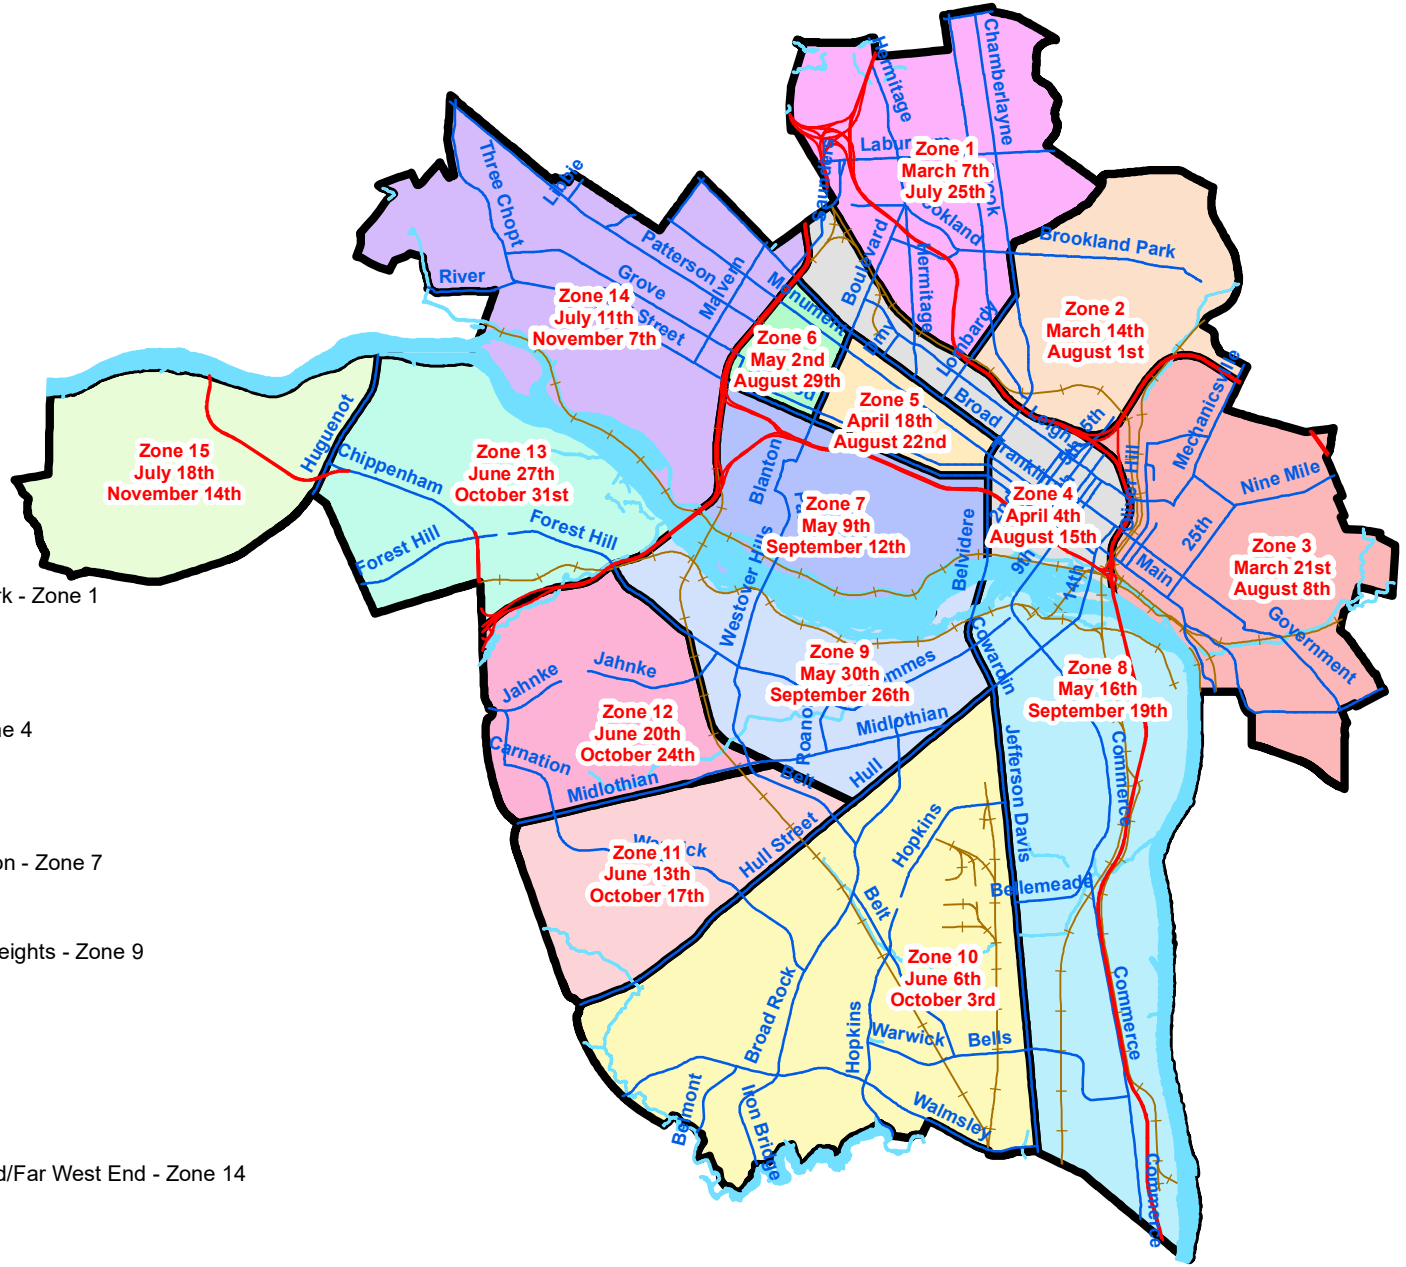 Hermitage
Chamberlayne
Saunders
Zone 1
March 7th
July 25th
Boulevard
Hermitage
Lombardy
Brookland Park
Zone 2
March 14th
August 1st
Three Chopt
Libbie
Patterson
Malvern
Monument
Grove
Street
River
Zone 14
July 11th
November 7th
Zone 6
May 2nd
August 29th
Zone 5
April 18th
August 22nd
Broad
Leigh
5th
Mechanicsville
Nine Mile
25th
Main
Government
Zone 3
March 21st
August 8th
Zone 4
April 4th
August 15th
9th
14th
Belvidere
Huguenot
Chippenham
Zone 15
July 18th
November 14th
Zone 13
June 27th
October 31st
Forest Hill
Forest Hill
Blanton
Zone 7
May 9th
September 12th
Westover Hills
rk - Zone 1
Zone 9
May 30th
September 26th
Cowardin
Zone 8
May 16th
September 19th
Jahnke
Jahnke
Zone 12
June 20th
October 24th
Midlothian
Midlothian
Carnation
Belt
Hull
Jefferson Davis
Commerce
ne 4
Zone 11
June 13th
October 17th
Hull Street
Hopkins
Belt
Bellemeade
on - Zone 7
eights - Zone 9
Zone 10
June 6th
October 3rd
Broad Rock
Hopkins
Warwick
Bells
Commerce
Belmont
Iron Bridge
Walmsley
Commerce
d/Far West End - Zone 14